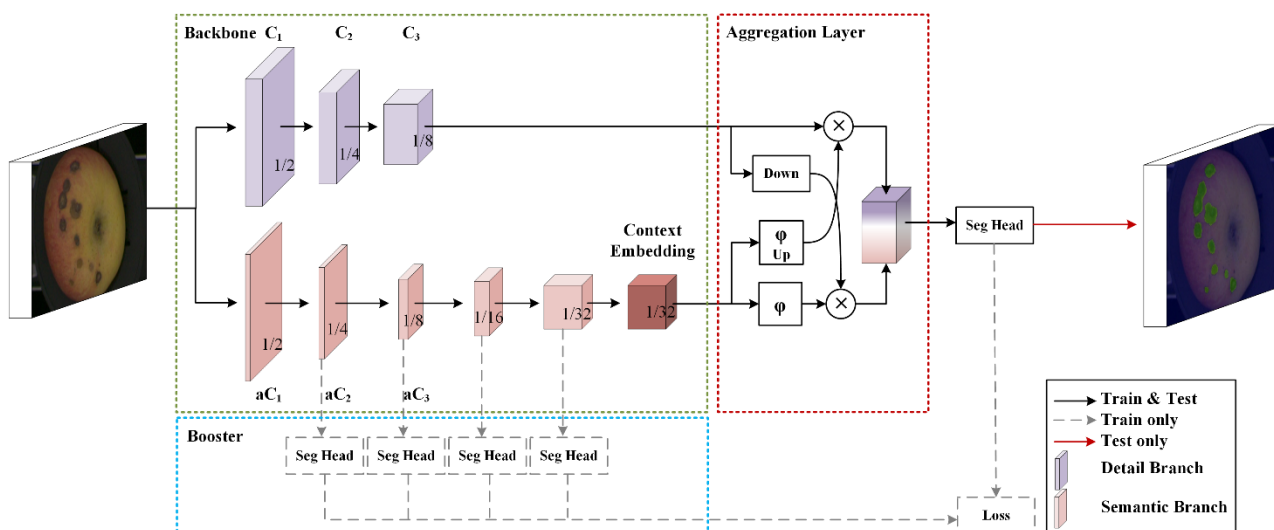 Backbone
C₁
C₂
C₃
Aggregation Layer
1/2
1/4
1/8
Down
φ
Up
Seg Head
Context
Embedding
φ
1/2
1/4
1/8
1/16
1/32
1/32
aC₁
aC₂
aC₃
Booster
Seg Head
Seg Head
Seg Head
Seg Head
Loss
Train & Test
Train only
Test only
Detail Branch
Semantic Branch